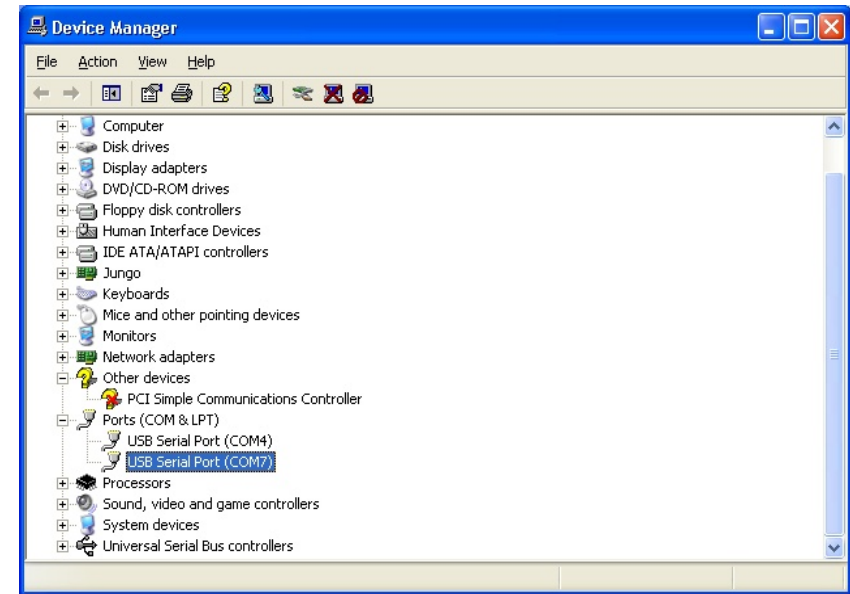 Device Manager
File Action View Help
Computer
Disk drives
Display adapters
DVD/CD-ROM drives
Floppy disk controllers
Human Interface Devices
IDE ATA/ATAPI controllers
Jungo
Keyboards
Mice and other pointing devices
Monitors
Network adapters
Other devices
PCI Simple Communications Controller
Ports (COM & LPT)
USB Serial Port (COM4)
USB Serial Port (COM7)
Processors
Sound, video and game controllers
System devices
Universal Serial Bus controllers